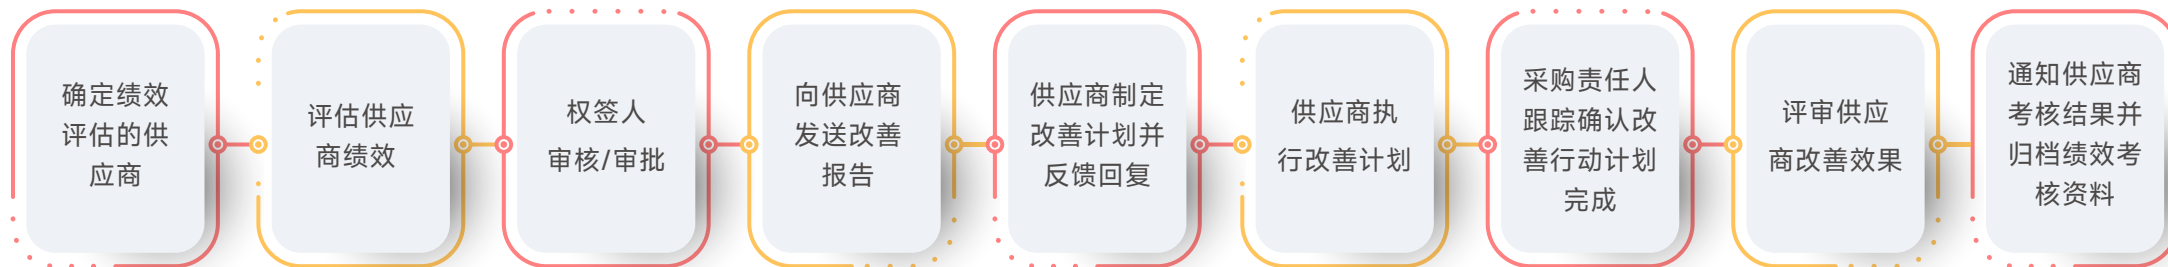 确定绩效
评估的供
应商
评估供应
商绩效
权签人
审核/审批
向供应商
发送改善
报告
供应商制定
改善计划并
反馈回复
供应商执
行改善计划
采购责任人
跟踪确认改
善行动计划
完成
评审供应
商改善效果
通知供应商
考核结果并
归档绩效考
核资料